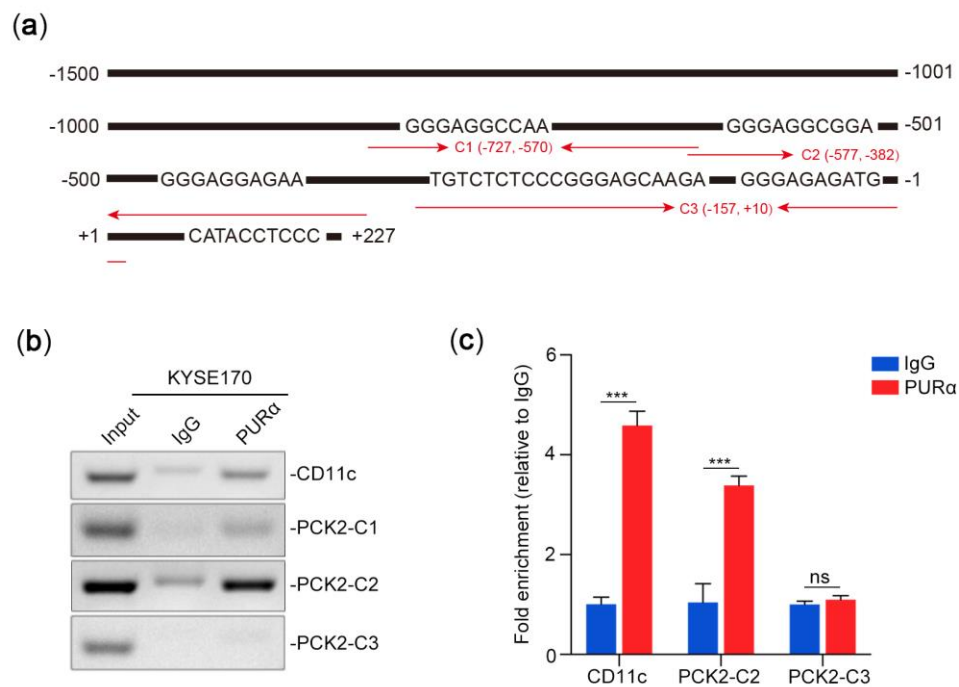 (a)
-1500 -1001
-1000 GGGAGGCCAA GGGAGGCGGA -501
C1 (-727, -570) C2 (-577, -382)
-500 GGGAGGAGAA TGTCTCTCCCGGGAGCAAGA GGGAGAGATG -1
C3 (-157, +10)
+1 CATACCTCCC +227
(b)
KYSE170
Input IgG PURα
-CD11c
-PCK2-C1
-PCK2-C2
-PCK2-C3
(c)
Fold enrichment (relative to IgG)
6
4
2
0
*** *** ns
CD11c PCK2-C2 PCK2-C3
IgG
PURα